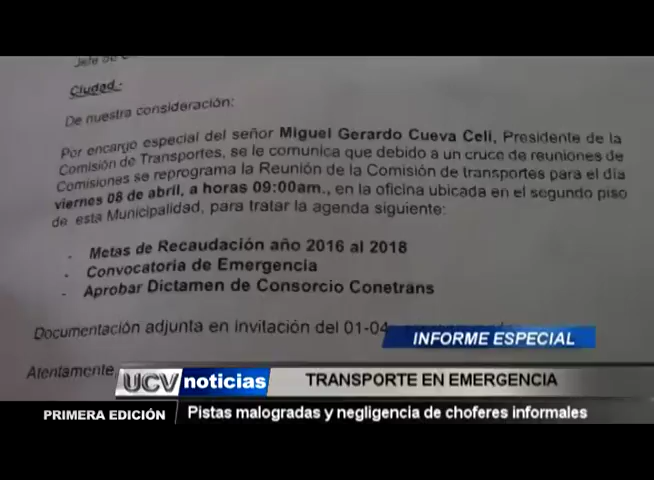 Ciudad.-
De nuestra consideración:
Por encargo especial del señor Miguel Gerardo Cueva Celi, Presidente de la
Comisión de Transportes, se le comunica que debido a un cruce de reuniones de
Comisiones se reprograma la Reunión de la Comisión de transportes para el día
viernes 08 de abril, a horas 09:00am., en la oficina ubicada en el segundo piso
de esta Municipalidad, para tratar la agenda siguiente:
- Metas de Recaudación año 2016 al 2018
- Convocatoria de Emergencia
- Aprobar Dictamen de Consorcio Conetrans
Documentación adjunta en invitación del 01-04
INFORME ESPECIAL
Atentamente
UCV noticias
TRANSPORTE EN EMERGENCIA
PRIMERA EDICIÓN
Pistas malogradas y negligencia de choferes informales